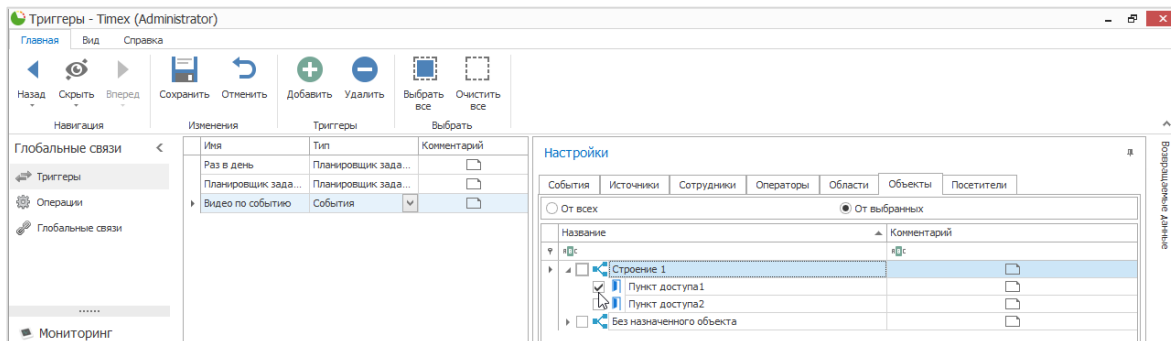 Триггеры - Timex (Administrator)
Главная Вид Справка
Назад Скрыть Вперед Сохранить Отменить Добавить Удалить Выбрать все Очистить все
Навигация Изменения Триггеры Выбрать
Глобальные связи
Триггеры
Операции
Глобальные связи
Мониторинг
Имя Тип Комментарий
Раз в день Планировщик зада...
Планировщик зада... Планировщик зада...
Видео по событию События
Настройки
События Источники Сотрудники Операторы Области Объекты Посетители
От всех От выбранных
Название Комментарий
Строение 1
Пункт доступа1
Пункт доступа2
Без назначенного объекта
Возвращаемые данные